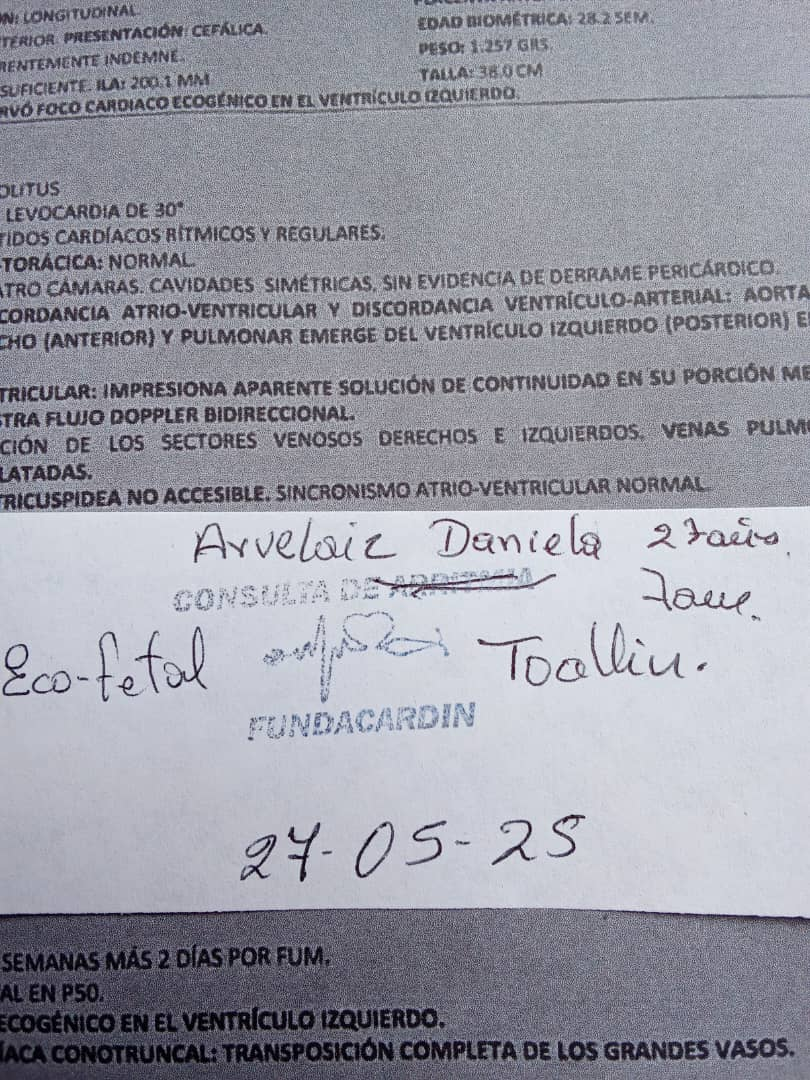 ÓN: LONGITUDINAL.
TERIOR. PRESENTACIÓN: CEFÁLICA.
EDAD BIOMÉTRICA: 28.2 SEM.
RENTEMENTE INDEMNE.
PESO: 1.257 GRS.
SUFICIENTE. ILA: 200.1 MM
TALLA: 38.0 CM
RVÓ FOCO CARDIACO ECOGÉNICO EN EL VENTRÍCULO IZQUIERDO.
OLITUS
LEVOCARDIA DE 30°
TIDOS CARDÍACOS RÍTMICOS Y REGULARES.
-TORÁCICA: NORMAL.
ATRO CÁMARAS. CAVIDADES SIMÉTRICAS, SIN EVIDENCIA DE DERRAME PERICÁRDICO.
CORDANCIA ATRIO-VENTRICULAR Y DISCORDANCIA VENTRÍCULO-ARTERIAL: AORTA
CHO (ANTERIOR) Y PULMONAR EMERGE DEL VENTRÍCULO IZQUIERDO (POSTERIOR) E
TRICULAR: IMPRESIONA APARENTE SOLUCIÓN DE CONTINUIDAD EN SU PORCIÓN ME
STRA FLUJO DOPPLER BIDIRECCIONAL.
CIÓN DE LOS SECTORES VENOSOS DERECHOS E IZQUIERDOS. VENAS PULM
LATADAS.
TRICUSPIDEA NO ACCESIBLE. SINCRONISMO ATRIO-VENTRICULAR NORMAL.
Arvelaiz Daniela 27 años.
CONSULTA DE ARRITMIA
7am.
Eco-fetal
FUNDACARDIN
27-05-25
SEMANAS MÁS 2 DÍAS POR FUM.
AL EN P50.
ECOGÉNICO EN EL VENTRÍCULO IZQUIERDO.
ÍACA CONOTRUNCAL: TRANSPOSICIÓN COMPLETA DE LOS GRANDES VASOS.